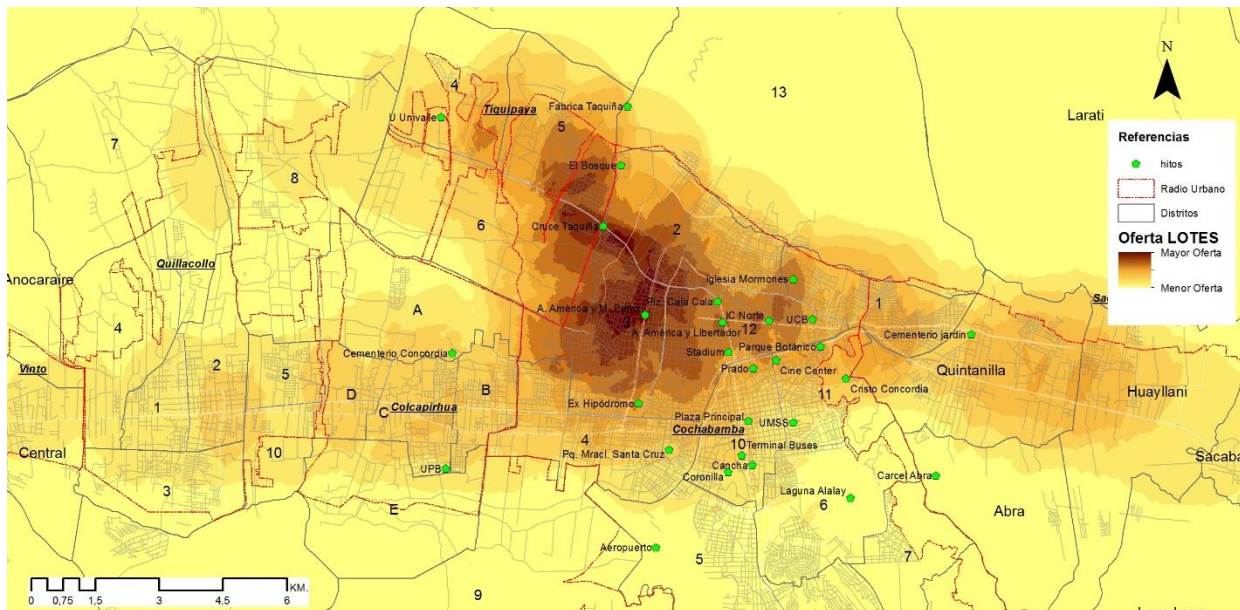 N
13
Larati
4
Tiquipaya
Fabrica Taquiña
U Univalle
5
7
Referencias
hitos
Radio Urbano
Distritos
Oferta LOTES
Mayor Oferta
Menor Oferta
El Bosque
8
6
Cruce Taquiña
2
Quillacollo
Anocaraire
Iglesia Mormones
A
1
4
IC Norte
UCB
A. América y Libertador
12
Cementerio jardin
Cementerio Concordia
Stadium
Parque Botánico
Vinto
2
5
Prado
Cine Center
Quintanilla
D
B
Cristo Concordia
11
Huayllani
1
C
Colcapirhua
Ex Hipódromo
Plaza Principal
UMSS
Cochabamba
4
10
Terminal Buses
Central
10
Pq. Mracl. Santa Cruz
Sacaba
UPB
Cancha
Coronilla
Carcel Abra
3
Laguna Alalay
6
E
Abra
Aeropuerto
5
7
9
KM.
0 0,75 1,5 3 4,5 6